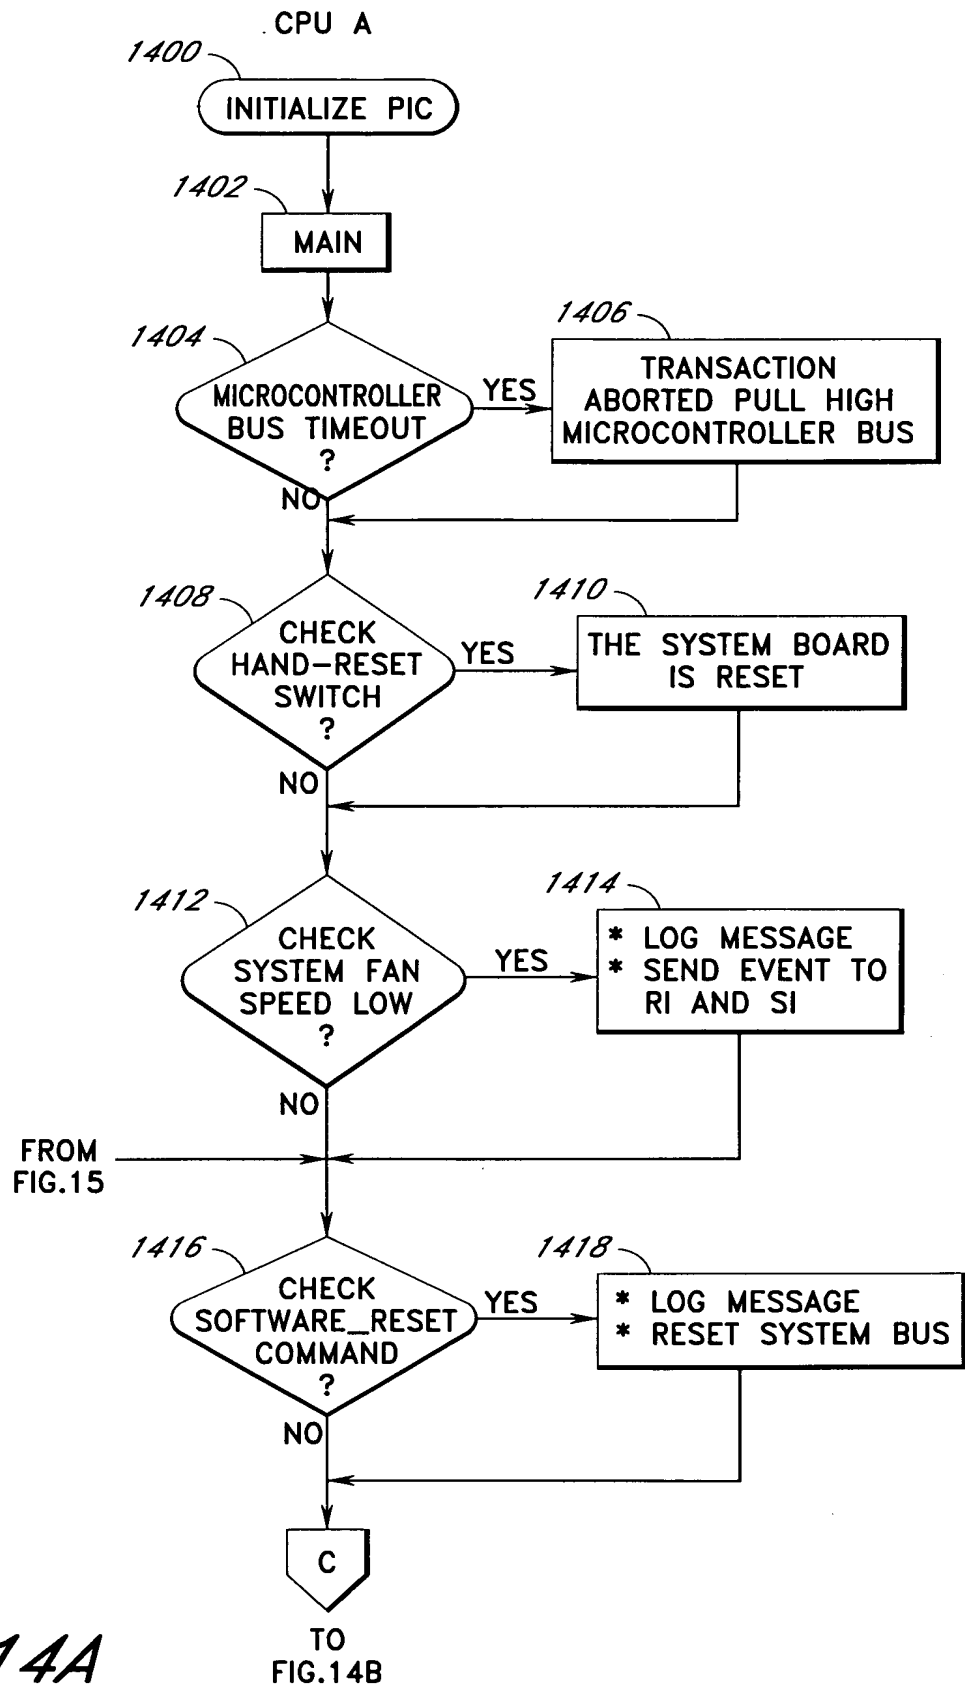 CPU A
1400
INITIALIZE PIC
1402
MAIN
1404
MICROCONTROLLER
BUS TIMEOUT
?
YES
NO
1406
TRANSACTION
ABORTED PULL HIGH
MICROCONTROLLER BUS
1408
CHECK
HAND-RESET
SWITCH
?
YES
NO
1410
THE SYSTEM BOARD
IS RESET
1412
CHECK
SYSTEM FAN
SPEED LOW
?
YES
NO
1414
* LOG MESSAGE
* SEND EVENT TO
RI AND SI
FROM
FIG.15
1416
CHECK
SOFTWARE_RESET
COMMAND
?
YES
NO
1418
* LOG MESSAGE
* RESET SYSTEM BUS
C
TO
FIG.14B
14A